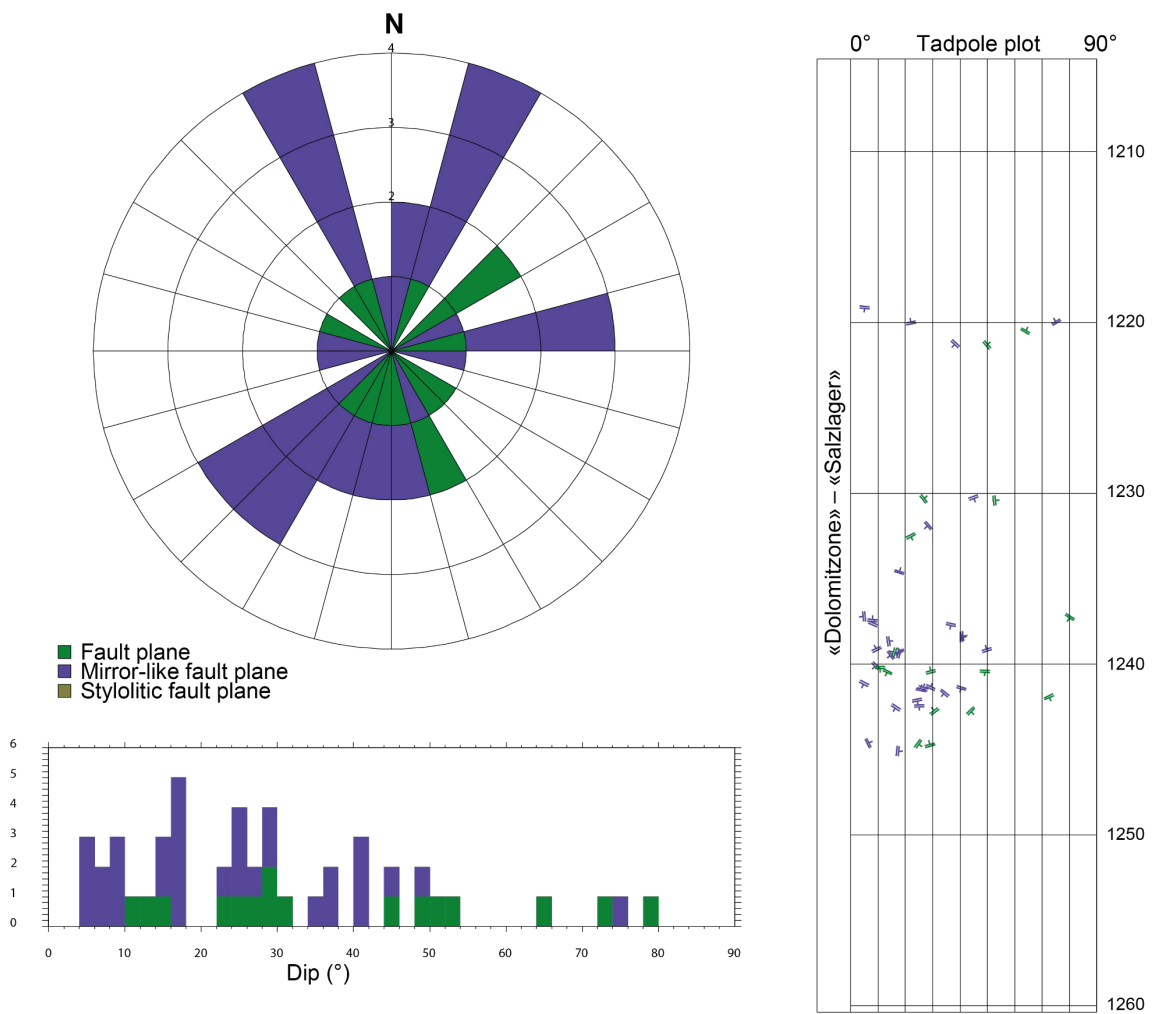 N
4
3
2
Fault plane
Mirror-like fault plane
Stylolitic fault plane
6
5
4
3
2
1
0
0 10 20 30 40 50 60 70 80 90
Dip (°)
0° Tadpole plot 90°
«Dolomitzone» – «Salzlager»
1210
1220
1230
1240
1250
1260